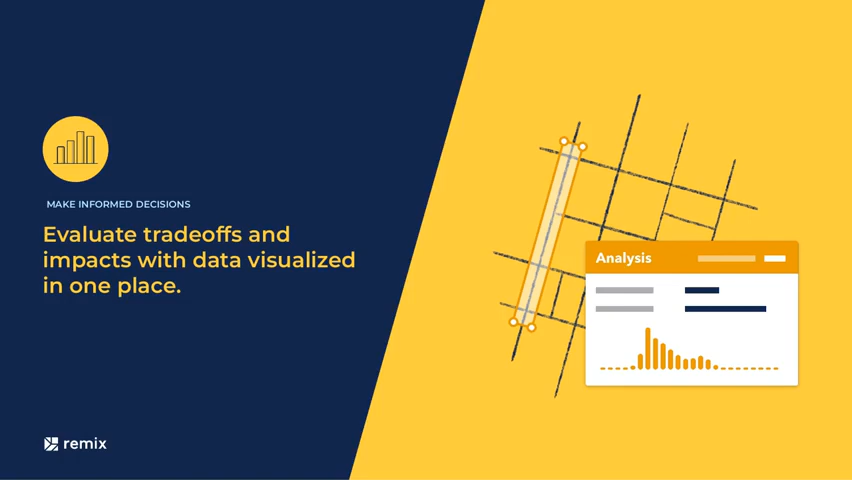 MAKE INFORMED DECISIONS
Evaluate tradeoffs and
impacts with data visualized
in one place.
Analysis
remix